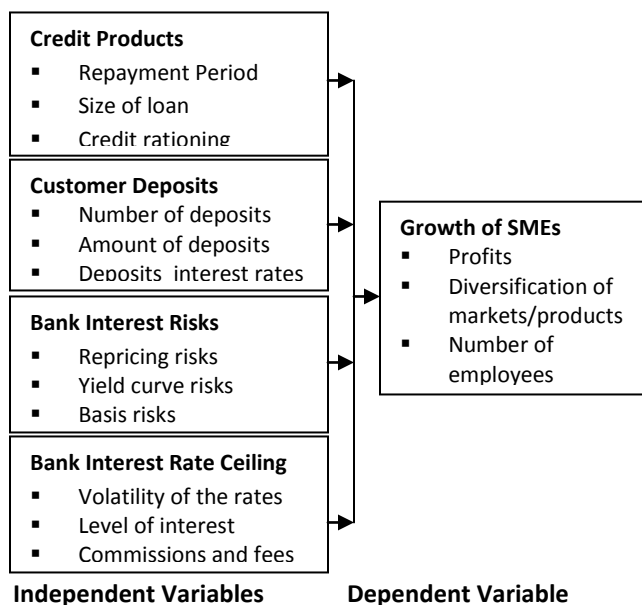 Credit Products
▪ Repayment Period
▪ Size of loan
▪ Credit rationing
Customer Deposits
▪ Number of deposits
▪ Amount of deposits
▪ Deposits interest rates
Bank Interest Risks
▪ Repricing risks
▪ Yield curve risks
▪ Basis risks
Bank Interest Rate Ceiling
▪ Volatility of the rates
▪ Level of interest
▪ Commissions and fees
Independent Variables
Growth of SMEs
▪ Profits
▪ Diversification of
markets/products
▪ Number of
employees
Dependent Variable